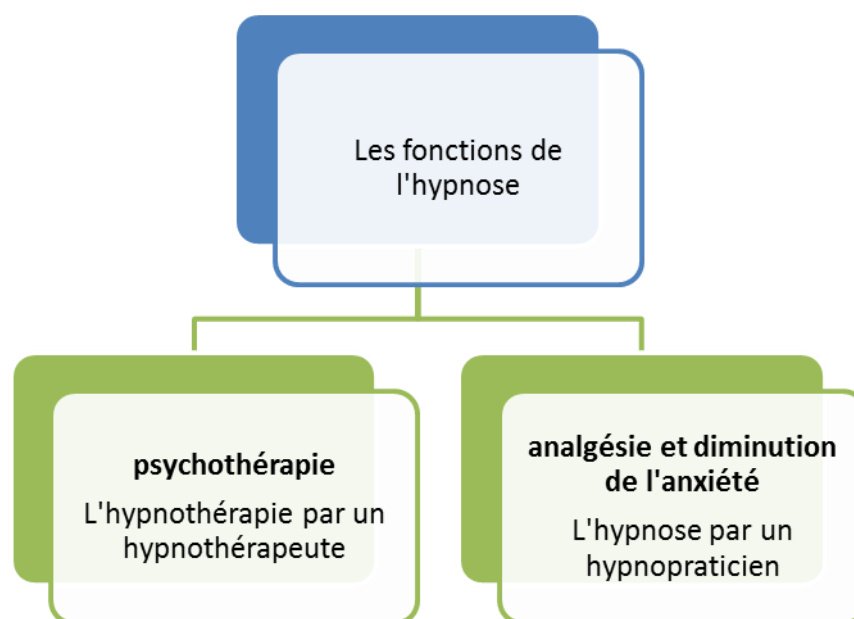 Les fonctions de
l'hypnose
psychothérapie
L'hypnothérapie par un
hypnothérapeute
analgésie et diminution
de l'anxiété
L'hypnose par un
hypnopraticien